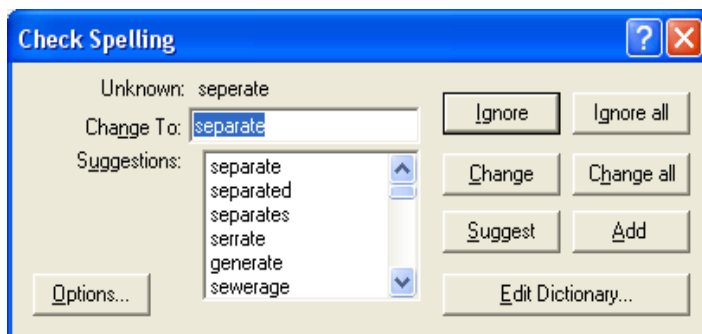 Check Spelling
Unknown: seperate
Change To: separate
Suggestions:
separate
separated
separates
serrate
generate
sewerage
Ignore
Ignore all
Change
Change all
Suggest
Add
Options...
Edit Dictionary...